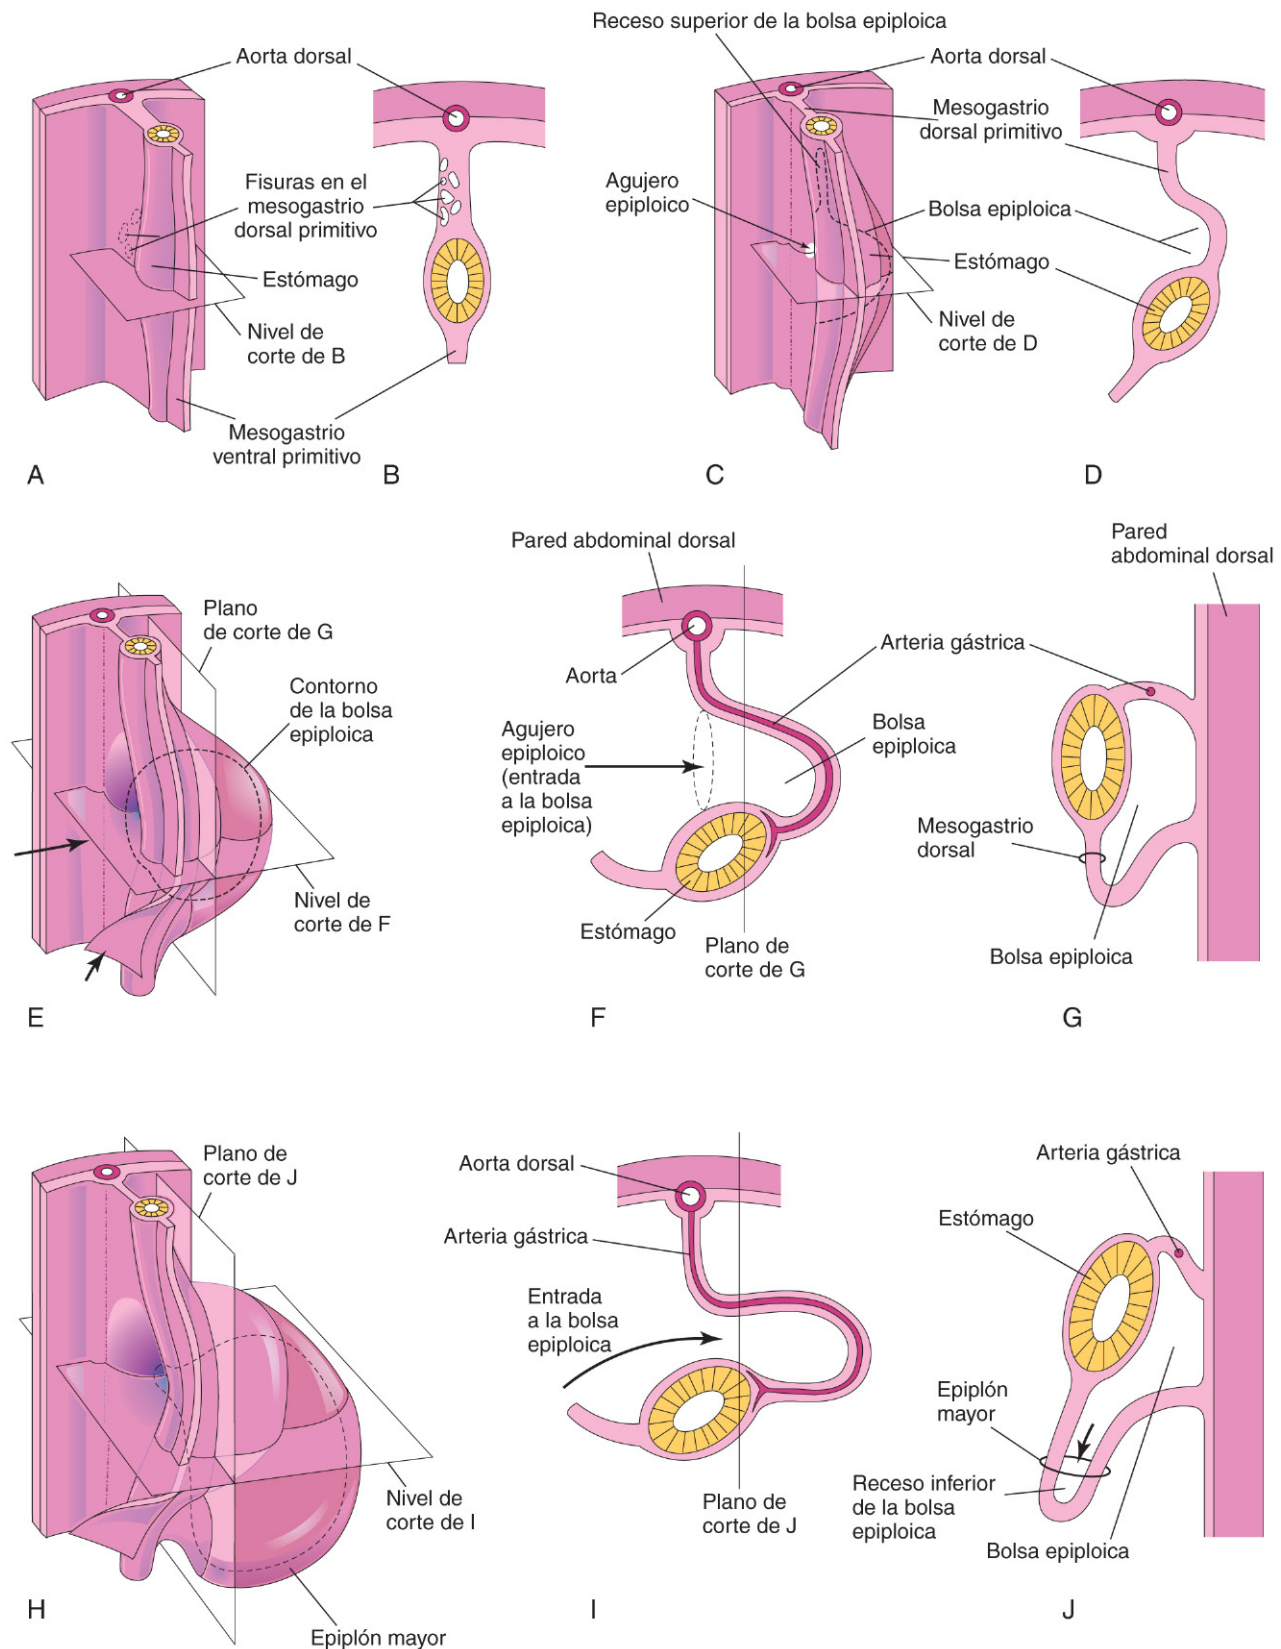 Receso superior de la bolsa epiploica
Aorta dorsal
Aorta dorsal
Mesogastrio
dorsal primitivo
Fisuras en el
mesogastrio
dorsal primitivo
Agujero
epiploico
Bolsa epiploica
Estómago
Estómago
Nivel de
corte de B
Nivel de
corte de D
Mesogastrio
ventral primitivo
A
B
C
D
Pared abdominal dorsal
Pared
abdominal dorsal
Plano
de corte de G
Contorno
de la bolsa
epiploica
Arteria gástrica
Aorta
Agujero
epiploico
(entrada
a la bolsa
epiploica)
Bolsa
epiploica
Mesogastrio
dorsal
Nivel de
corte de F
Estómago
Plano de
corte de G
Bolsa epiploica
E
F
G
Plano de
corte de J
Aorta dorsal
Arteria gástrica
Arteria gástrica
Estómago
Entrada
a la bolsa
epiploica
Epiplón
mayor
Nivel de
corte de I
Plano de
corte de J
Receso inferior
de la bolsa
epiploica
Bolsa epiploica
H
I
J
Epiplón mayor